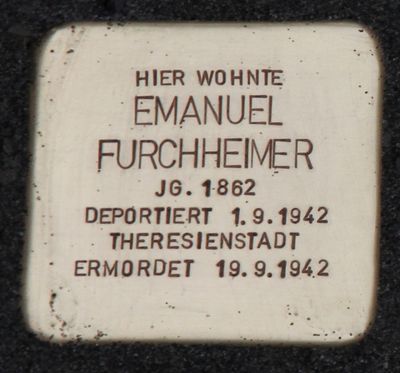 HIER WOHNTE
EMANUEL
FURCHHEIMER
JG. 1862
DEPORTIERT 1.9.1942
THERESIENSTADT
ERMORDET 19.9.1942